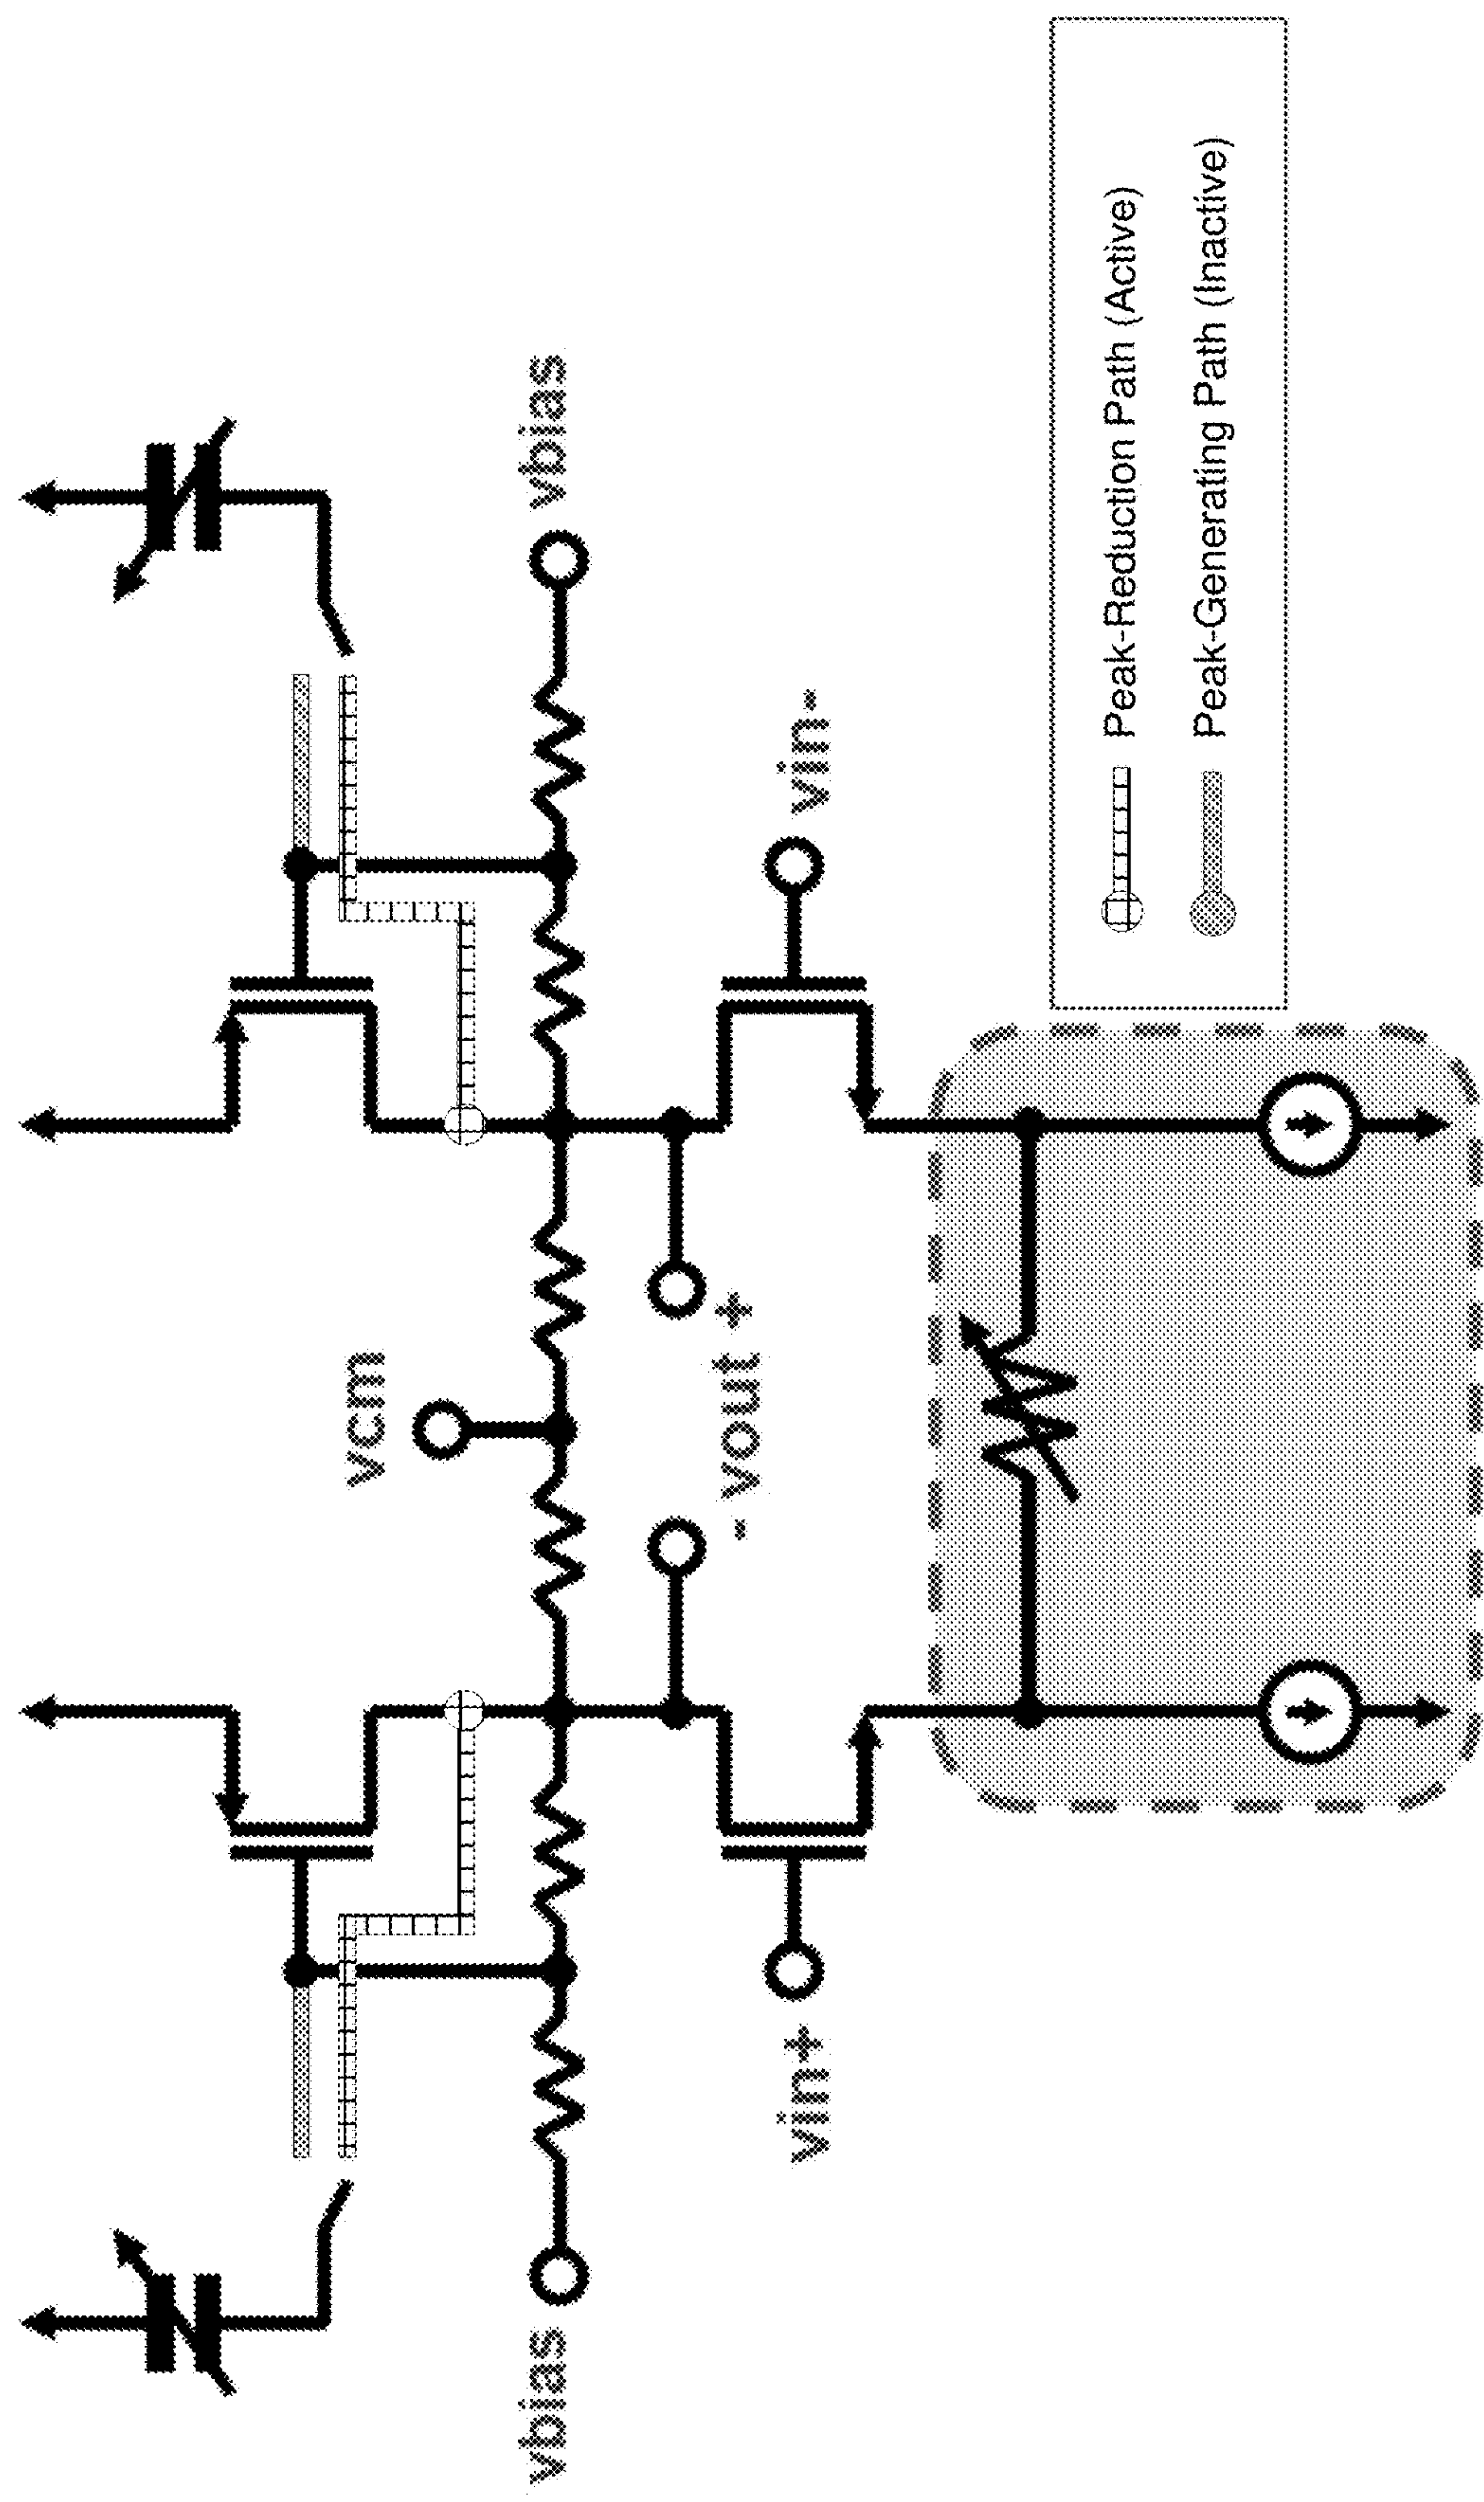 vcm
vbias
vbias
- vout +
vin+
vin-
Peak-Reduction Path (Active)
Peak-Generating Path (Inactive)